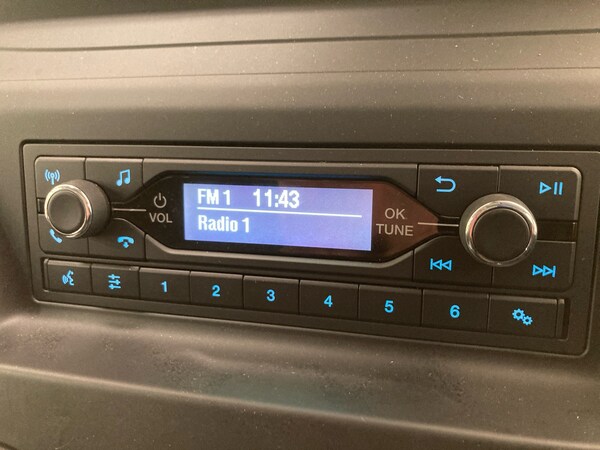 FM 1 11:43
Radio 1
VOL
OK
TUNE
1 2 3 4 5 6